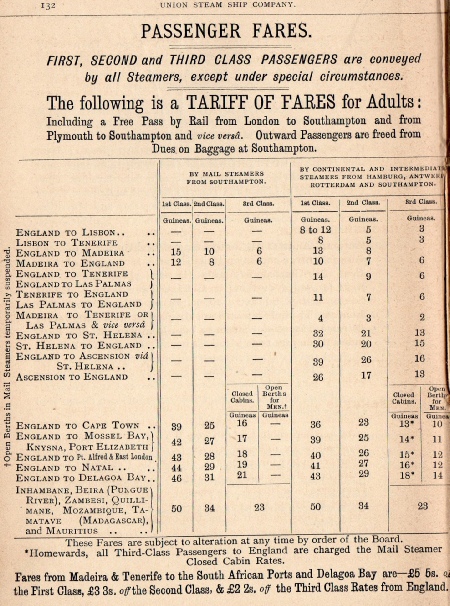 132 UNION STEAM SHIP COMPANY.
PASSENGER FARES.
FIRST, SECOND and THIRD CLASS PASSENGERS are conveyed
by all Steamers, except under special circumstances.
The following is a TARIFF OF FARES for Adults:
Including a Free Pass by Rail from London to Southampton and from
Plymouth to Southampton and vice versâ. Outward Passengers are freed from
Dues on Baggage at Southampton.
BY MAIL STEAMERS
FROM SOUTHAMPTON.
BY CONTINENTAL AND INTERMEDIA
STEAMERS FROM HAMBURG, ANTWER
ROTTERDAM AND SOUTHAMPTON.
1st Class. 2nd Class. 3rd Class. 1st Class. 2nd Class. 3rd Class.
Guineas. Guineas. Guineas. Guineas. Guineas. Guineas.
ENGLAND TO LISBON.. .. — — — 8 to 12 5 3
LISBON TO TENERIFE .. — — — 8 5 3
ENGLAND TO MADEIRA .. 15 10 6 13 8
MADEIRA TO ENGLAND .. 12 8 6 10 7 6
ENGLAND TO TENERIFE
ENGLAND TO LAS PALMAS } — — — 14 9 6
TENERIFE TO ENGLAND
LAS PALMAS TO ENGLAND } — — — 11 7 6
MADEIRA TO TENERIFE OR
LAS PALMAS & vice versâ } — — — 4 3 2
ENGLAND TO ST. HELENA .. — — — 32 21 13
ST. HELENA TO ENGLAND .. — — — 30 20 15
ENGLAND TO ASCENSION viâ
ST. HELENA .. .. } — — — 39 26 16
ASCENSION TO ENGLAND .. — — — 26 17 13
Closed Cabins. Open Berths for MEN.† Closed Cabins. Open Berths for MEN.
Guineas Guineas Guineas Guineas
ENGLAND TO CAPE TOWN .. 39 25 16 — 36 23 13* 10
ENGLAND TO MOSSEL BAY,
KNYSNA, PORT ELIZABETH } 42 27 17 — 39 25 14* 11
ENGLAND TO Pt. Alfred & East London 43 28 18 — 40 26 15* 12
ENGLAND TO NATAL .. .. 44 29 19 — 41 27 16* 12
ENGLAND TO DELAGOA BAY.. 46 31 21 — 43 29 18* 14
INHAMBANE, BEIRA (PUNGUE
RIVER), ZAMBESI, QUILLI-
MANE, MOZAMBIQUE, TA-
MATAVE (MADAGASCAR),
and MAURITIUS .. .. } 50 34 23 50 34 23
†Open Berths in Mail Steamers temporarily suspended.
These Fares are subject to alteration at any time by order of the Board.
*Homewards, all Third-Class Passengers to England are charged the Mail Steamer
Closed Cabin Rates.
Fares from Madeira & Tenerife to the South African Ports and Delagoa Bay are—£5 5s. o
the First Class, £3 3s. off the Second Class, & £2 2s. off the Third Class Rates from England.